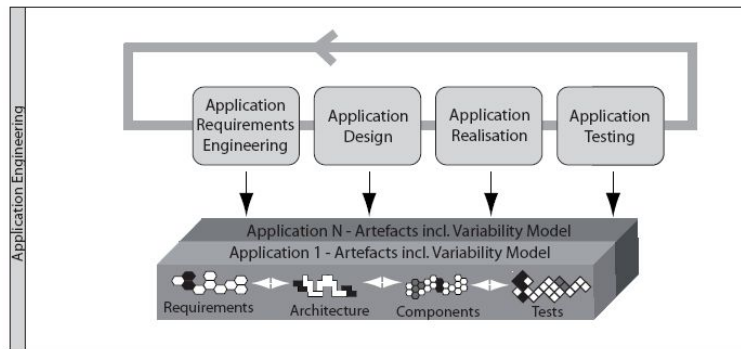 Application Engineering
Application
Requirements
Engineering
Application
Design
Application
Realisation
Application
Testing
Application N - Artefacts incl. Variability Model
Application 1 - Artefacts incl. Variability Model
Requirements
Architecture
Components
Tests